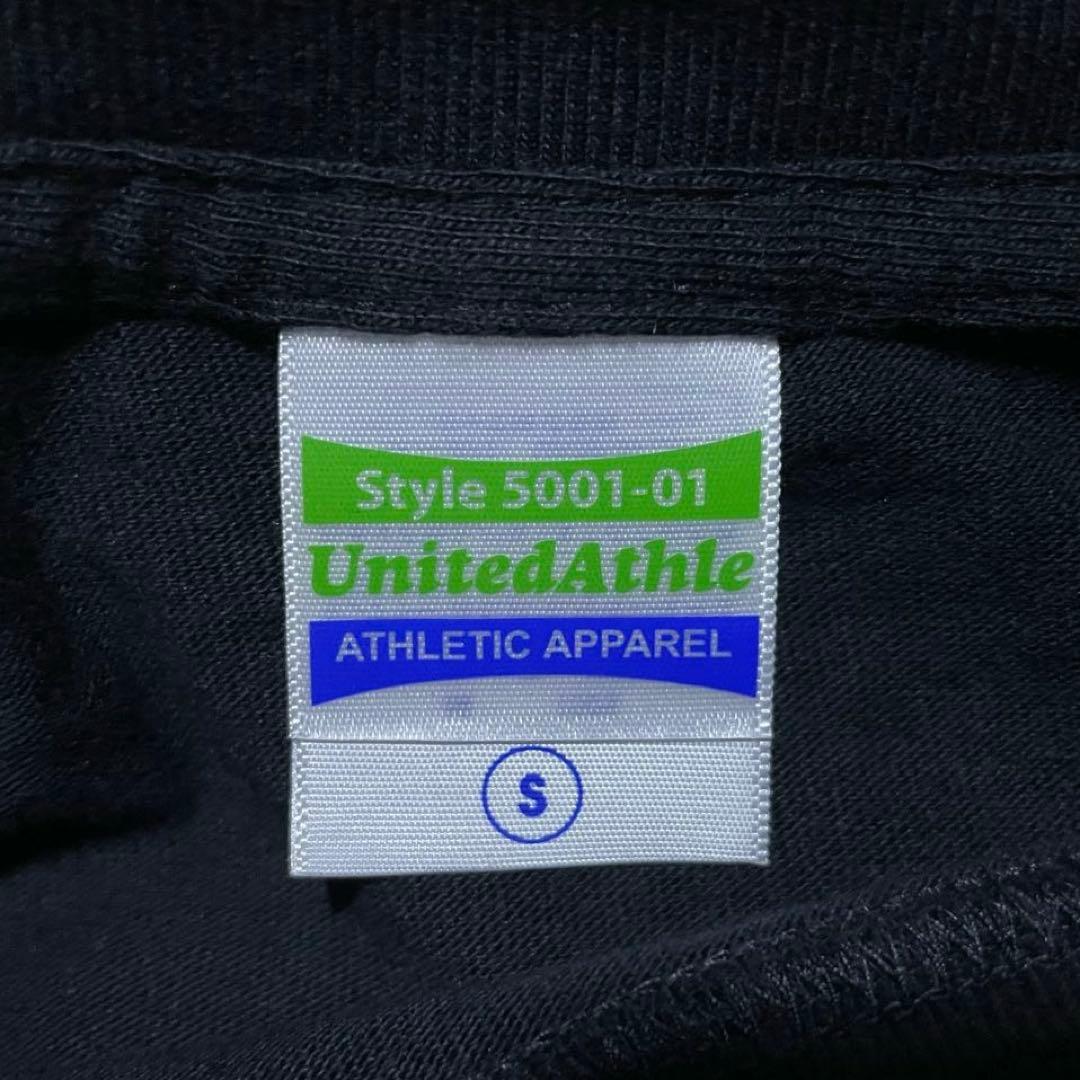 Style 5001-01
UnitedAthle
ATHLETIC APPAREL
S